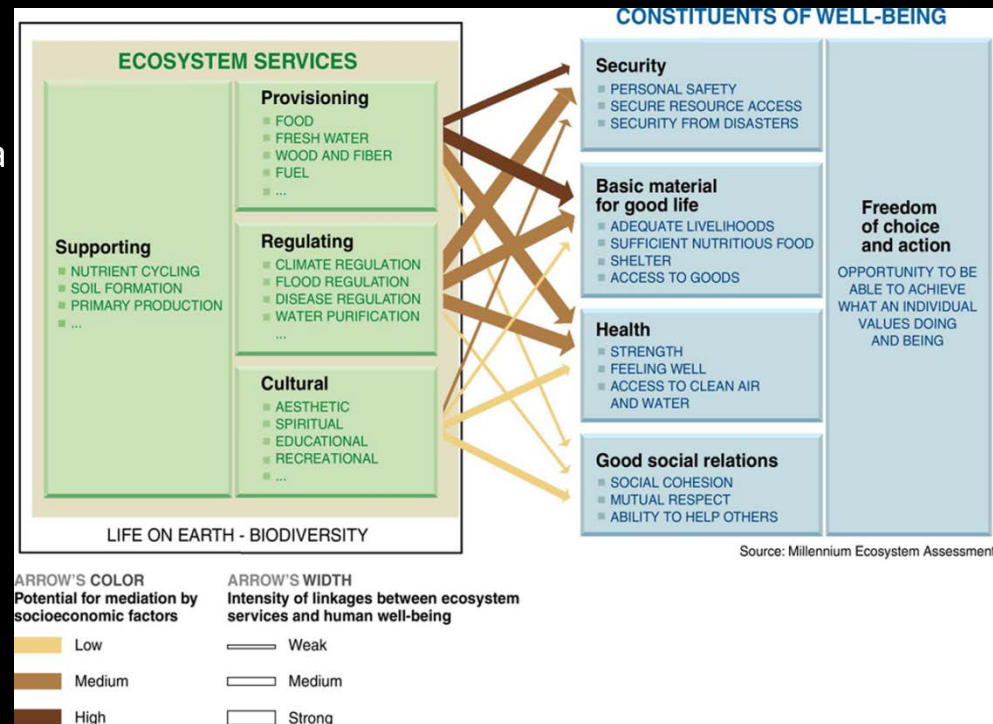 a
CONSTITUENTS OF WELL-BEING
ECOSYSTEM SERVICES
Supporting
NUTRIENT CYCLING
SOIL FORMATION
PRIMARY PRODUCTION
...
Provisioning
FOOD
FRESH WATER
WOOD AND FIBER
FUEL
...
Regulating
CLIMATE REGULATION
FLOOD REGULATION
DISEASE REGULATION
WATER PURIFICATION
...
Cultural
AESTHETIC
SPIRITUAL
EDUCATIONAL
RECREATIONAL
...
LIFE ON EARTH - BIODIVERSITY
Security
PERSONAL SAFETY
SECURE RESOURCE ACCESS
SECURITY FROM DISASTERS
Basic material
for good life
ADEQUATE LIVELIHOODS
SUFFICIENT NUTRITIOUS FOOD
SHELTER
ACCESS TO GOODS
Health
STRENGTH
FEELING WELL
ACCESS TO CLEAN AIR
AND WATER
Good social relations
SOCIAL COHESION
MUTUAL RESPECT
ABILITY TO HELP OTHERS
Freedom
of choice
and action
OPPORTUNITY TO BE
ABLE TO ACHIEVE
WHAT AN INDIVIDUAL
VALUES DOING
AND BEING
Source: Millennium Ecosystem Assessment
ARROW'S COLOR
Potential for mediation by
socioeconomic factors
Low
Medium
High
ARROW'S WIDTH
Intensity of linkages between ecosystem
services and human well-being
Weak
Medium
Strong